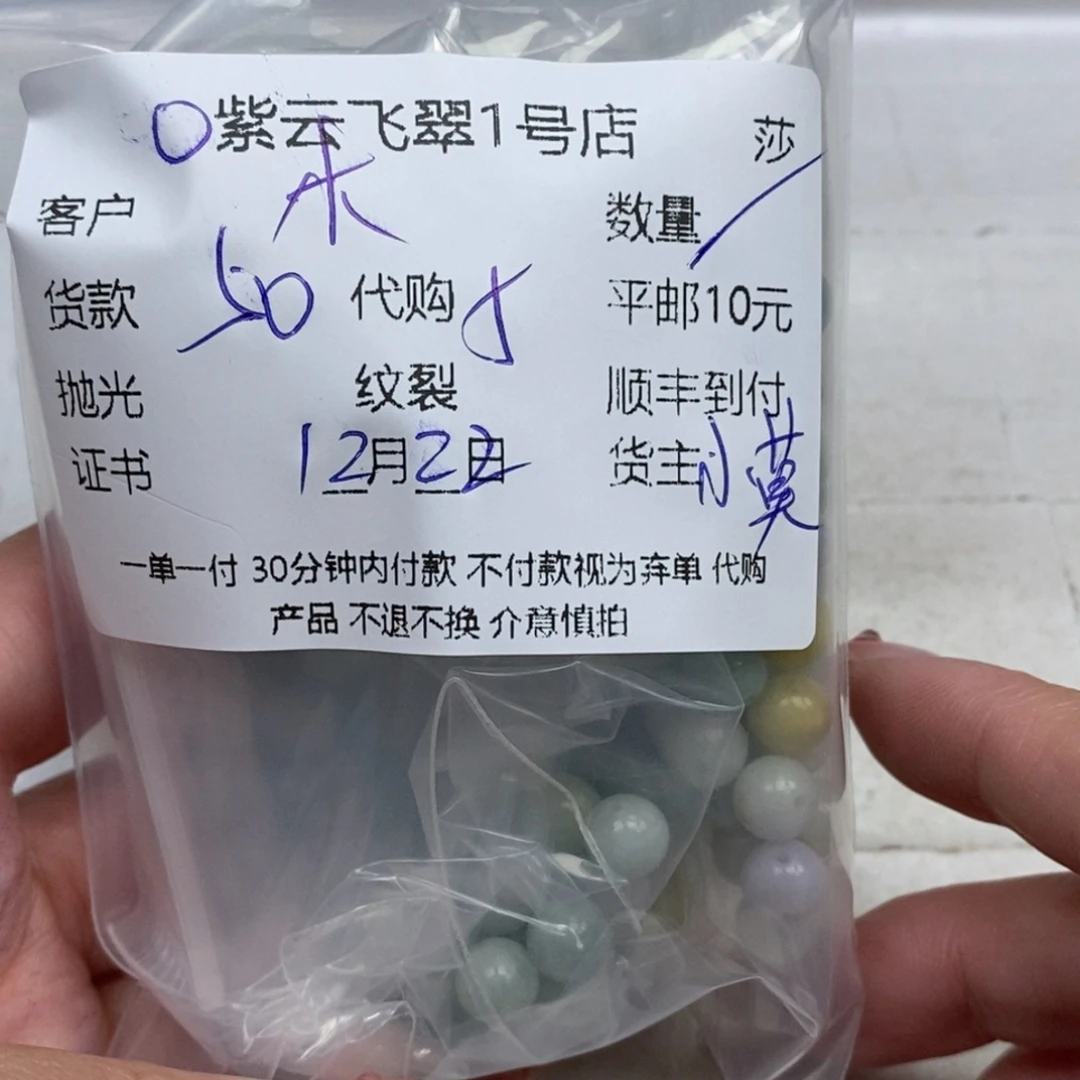 O紫云飞翠1号店 莎
客户 木 数量
货款 50 代购 5 平邮10元
抛光 纹裂 顺丰到付
证书 12月22日 货主小莫
一单一付 30分钟内付款 不付款视为弃单 代购
产品 不退不换 介意慎拍